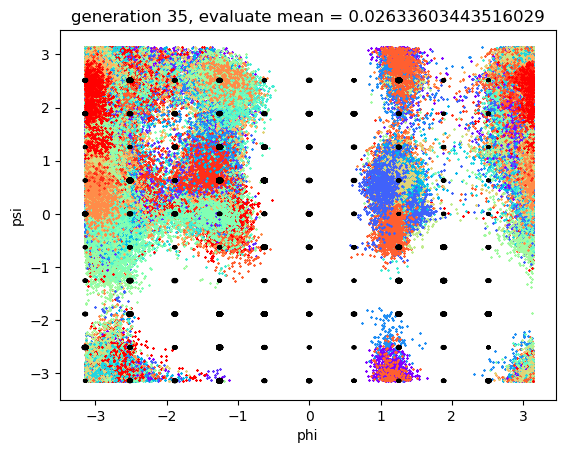 generation 35, evaluate mean = 0.02633603443516029
3
2
1
0
−1
−2
−3
psi
−3 −2 −1 0 1 2 3
phi